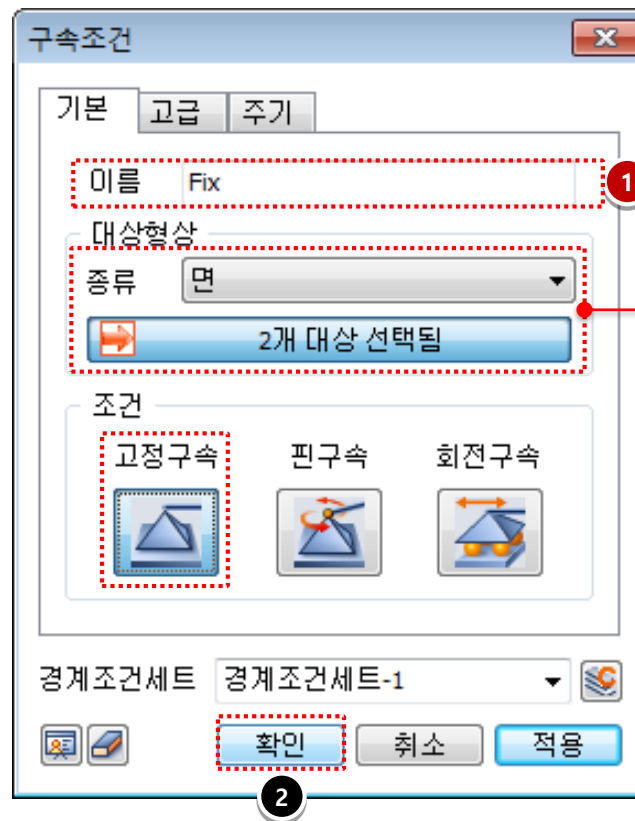 구속조건
기본 고급 주기
이름 Fix
1
대상형상
종류 면
2개 대상 선택됨
조건
고정구속 핀구속 회전구속
경계조건세트 경계조건세트-1
확인 취소 적용
2